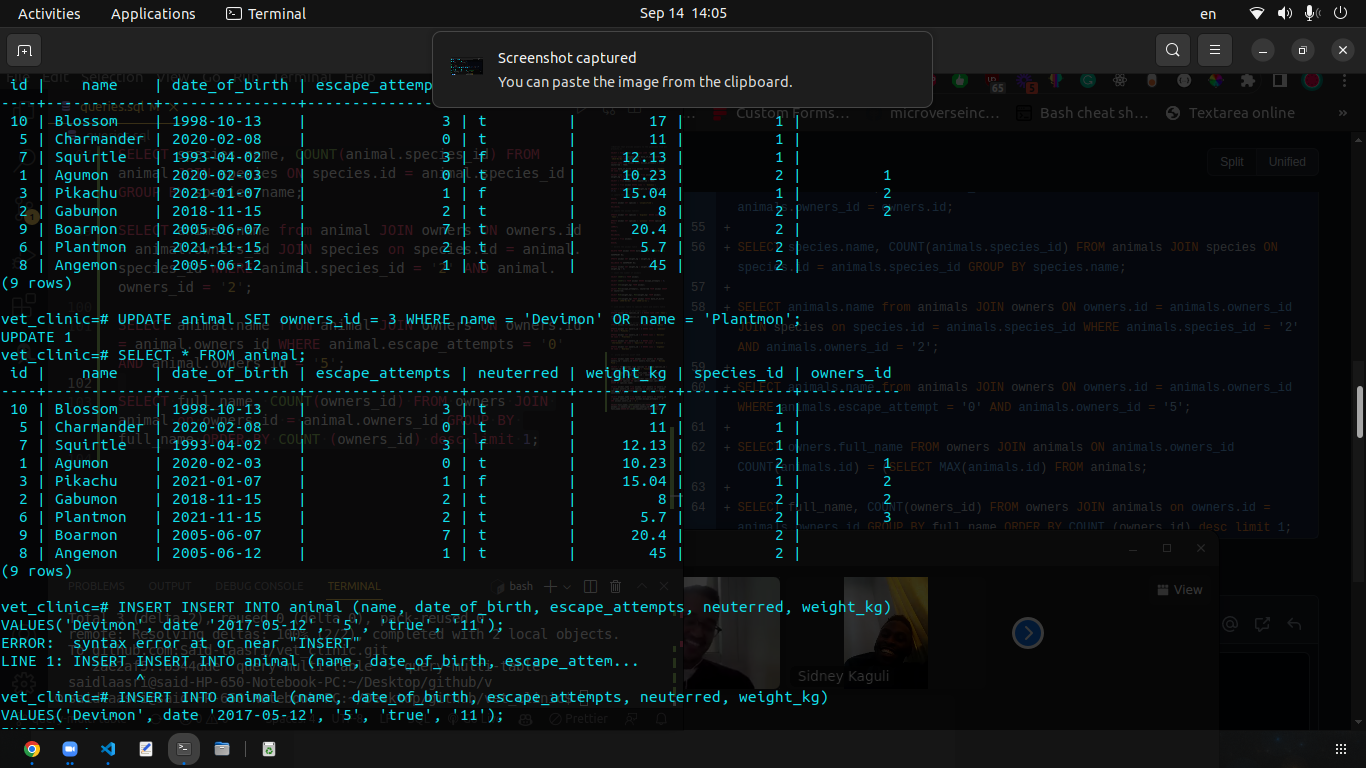 Activities Applications Terminal Sep 14 14:05 en
Screenshot captured
You can paste the image from the clipboard.
id | name | date_of_birth | escape_attemp
10 | Blossom | 1998-10-13 | 3 | t | 17 | 1 |
5 | Charmander | 2020-02-08 | 0 | t | 11 | 1 |
7 | Squirtle | 1993-04-02 | 3 | f | 12.13 | 1 |
1 | Agumon | 2020-02-03 | 0 | t | 10.23 | 2 | 1
3 | Pikachu | 2021-01-07 | 1 | f | 15.04 | 1 | 2
2 | Gabumon | 2018-11-15 | 2 | t | 8 | 2 | 2
9 | Boarmon | 2005-06-07 | 7 | t | 20.4 | 2 |
6 | Plantmon | 2021-11-15 | 2 | t | 5.7 | 2 |
8 | Angemon | 2005-06-12 | 1 | t | 45 | 2 |
(9 rows)
vet_clinic=# UPDATE animal SET owners_id = 3 WHERE name = 'Devimon' OR name = 'Plantmon';
UPDATE 1
vet_clinic=# SELECT * FROM animal;
id | name | date_of_birth | escape_attempts | neuterred | weight_kg | species_id | owners_id
10 | Blossom | 1998-10-13 | 3 | t | 17 | 1 |
5 | Charmander | 2020-02-08 | 0 | t | 11 | 1 |
7 | Squirtle | 1993-04-02 | 3 | f | 12.13 | 1 |
1 | Agumon | 2020-02-03 | 0 | t | 10.23 | 2 | 1
3 | Pikachu | 2021-01-07 | 1 | f | 15.04 | 1 | 2
2 | Gabumon | 2018-11-15 | 2 | t | 8 | 2 | 2
6 | Plantmon | 2021-11-15 | 2 | t | 5.7 | 2 | 3
9 | Boarmon | 2005-06-07 | 7 | t | 20.4 | 2 |
8 | Angemon | 2005-06-12 | 1 | t | 45 | 2 |
(9 rows)
vet_clinic=# INSERT INSERT INTO animal (name, date_of_birth, escape_attempts, neuterred, weight_kg)
VALUES('Devimon', date '2017-05-12', '5', 'true', '11');
ERROR: syntax error at or near "INSERT"
LINE 1: INSERT INSERT INTO animal (name, date_of_birth, escape_attem...
^
vet_clinic=# INSERT INTO animal (name, date_of_birth, escape_attempts, neuterred, weight_kg)
VALUES('Devimon', date '2017-05-12', '5', 'true', '11');
Custom Forms... microverseinc... Bash cheat sh... Textarea online
Split Unified
animals.owners_id = owners.id;
55 +
56 + SELECT species.name, COUNT(animals.species_id) FROM animals JOIN species ON
species.id = animals.species_id GROUP BY species.name;
57 +
58 + SELECT animals.name from animals JOIN owners ON owners.id = animals.owners_id
JOIN species on species.id = animals.species_id WHERE animals.species_id = '2'
AND animals.owners_id = '2';
59 +
60 + SELECT animals.name from animals JOIN owners ON owners.id = animals.owners_id
WHERE animals.escape_attempt = '0' AND animals.owners_id = '5';
61 +
62 + SELECT owners.full_name FROM owners JOIN animals ON animals.owners_id
COUNT(animals.id) = (SELECT MAX(animals.id) FROM animals;
63 +
64 + SELECT full_name, COUNT(owners_id) FROM owners JOIN animals on owners.id =
animals.owners_id GROUP BY full_name ORDER BY COUNT (owners_id) desc limit 1;
PROBLEMS OUTPUT DEBUG CONSOLE TERMINAL bash
View
Sidney Kaguli
Prettier